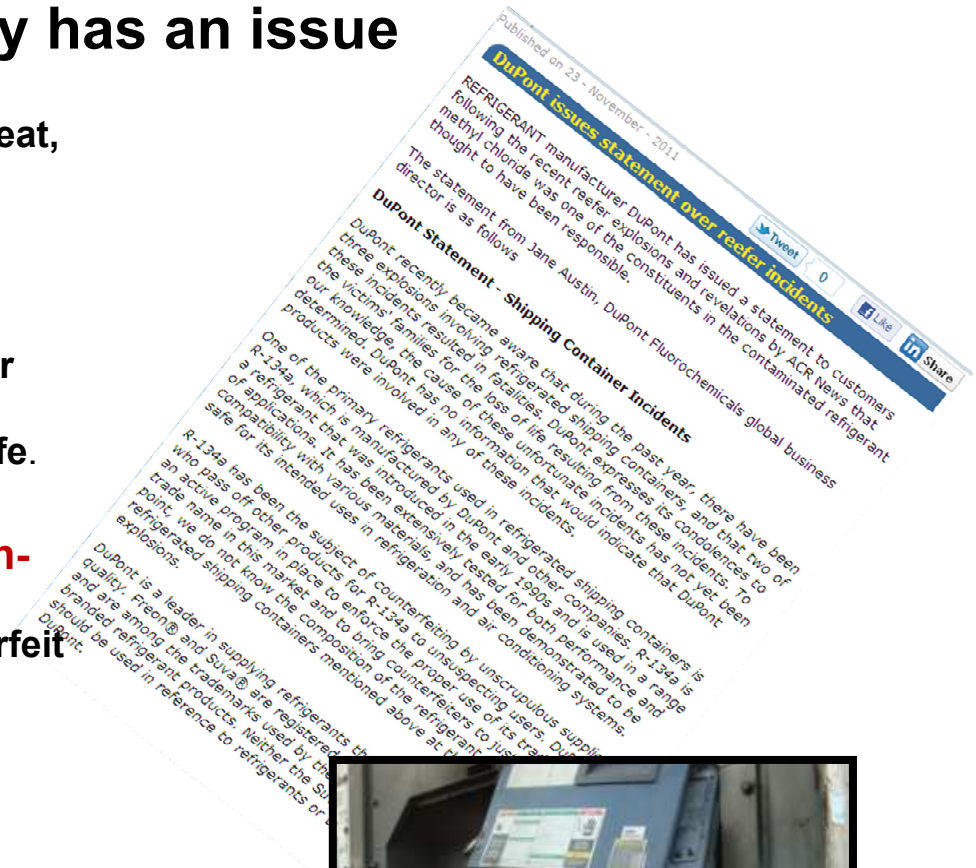 y has an issue
eat,
r
fe.
n-
rfeit
Published on 23 - November - 2011
DuPont issues statement over reefer incidents
Tweet
0
Like
Share
REFRIGERANT manufacturer DuPont has issued a statement to customers
following the recent reefer explosions and revelations by ACR News that
methyl chloride was one of the constituents in the contaminated refrigerant
thought to have been responsible.
The statement from Jane Austin, DuPont Fluorochemicals global business
director is as follows
DuPont Statement - Shipping Container Incidents
DuPont recently became aware that during the past year, there have been
three explosions involving refrigerated shipping containers, and that two of
these incidents resulted in fatalities. DuPont expresses its condolences to
the victims' families for the loss of life resulting from these incidents. To
our knowledge, the cause of these unfortunate incidents has not yet been
determined. DuPont has no information that would indicate that DuPont
products were involved in any of these incidents.
One of the primary refrigerants used in refrigerated shipping containers is
R-134a, which is manufactured by DuPont and other companies. R-134a is
a refrigerant that was introduced in the early 1990s and is used in a range
of applications. It has been extensively tested for both performance and
compatibility with various materials, and has been demonstrated to be
safe for its intended uses in refrigeration and air conditioning systems.
R-134a has been the subject of counterfeiting by unscrupulous supplie
who pass off other products for R-134a to unsuspecting users. Du
an active program in place to enforce the proper use of its trad
trade name in this market and to bring counterfeiters to jus
point, we do not know the composition of the refrigerant
refrigerated shipping containers mentioned above at th
explosions.
DuPont is a leader in supplying refrigerants th
quality. Freon® and Suva® are registered
and are among the trademarks used by the
branded refrigerant products. Neither the Su
should be used in reference to refrigerants or
DuPont.